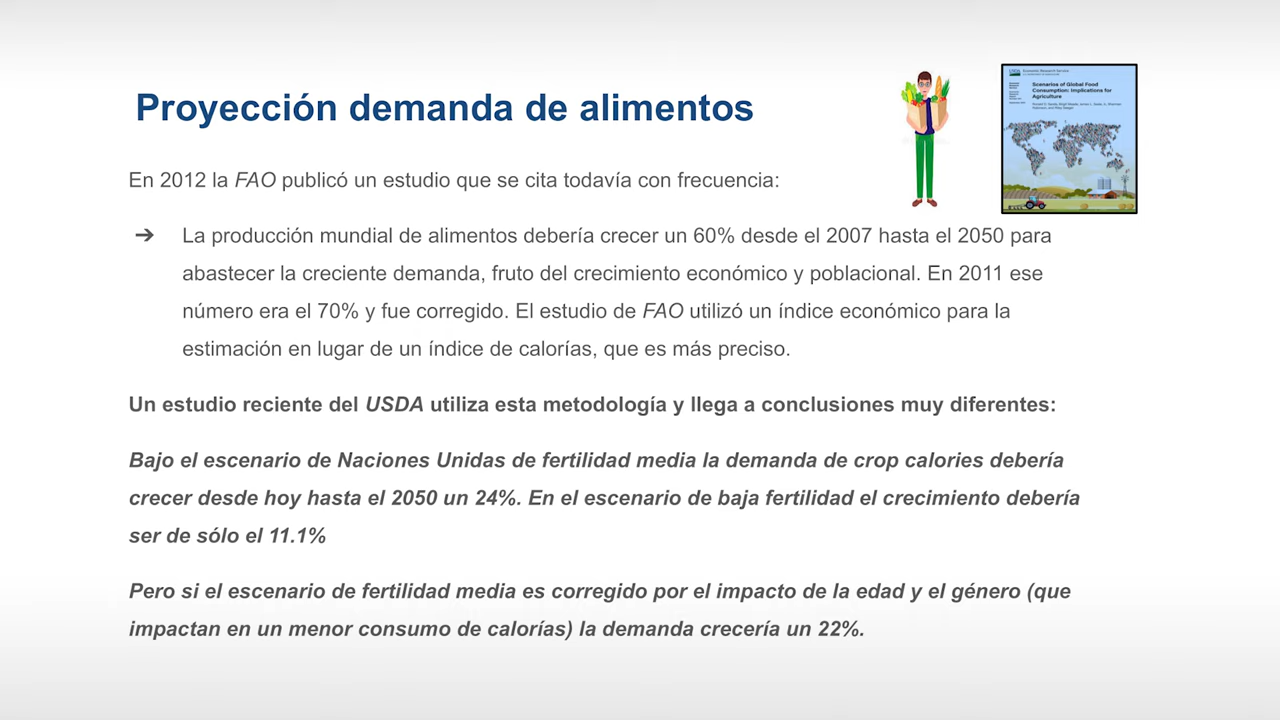 Proyección demanda de alimentos
USDA
Economic Research Service
Scenarios of Global Food
Consumption: Implications for
Agriculture
En 2012 la FAO publicó un estudio que se cita todavía con frecuencia:
➔ La producción mundial de alimentos debería crecer un 60% desde el 2007 hasta el 2050 para
abastecer la creciente demanda, fruto del crecimiento económico y poblacional. En 2011 ese
número era el 70% y fue corregido. El estudio de FAO utilizó un índice económico para la
estimación en lugar de un índice de calorías, que es más preciso.
Un estudio reciente del USDA utiliza esta metodología y llega a conclusiones muy diferentes:
Bajo el escenario de Naciones Unidas de fertilidad media la demanda de crop calories debería
crecer desde hoy hasta el 2050 un 24%. En el escenario de baja fertilidad el crecimiento debería
ser de sólo el 11.1%
Pero si el escenario de fertilidad media es corregido por el impacto de la edad y el género (que
impactan en un menor consumo de calorías) la demanda crecería un 22%.